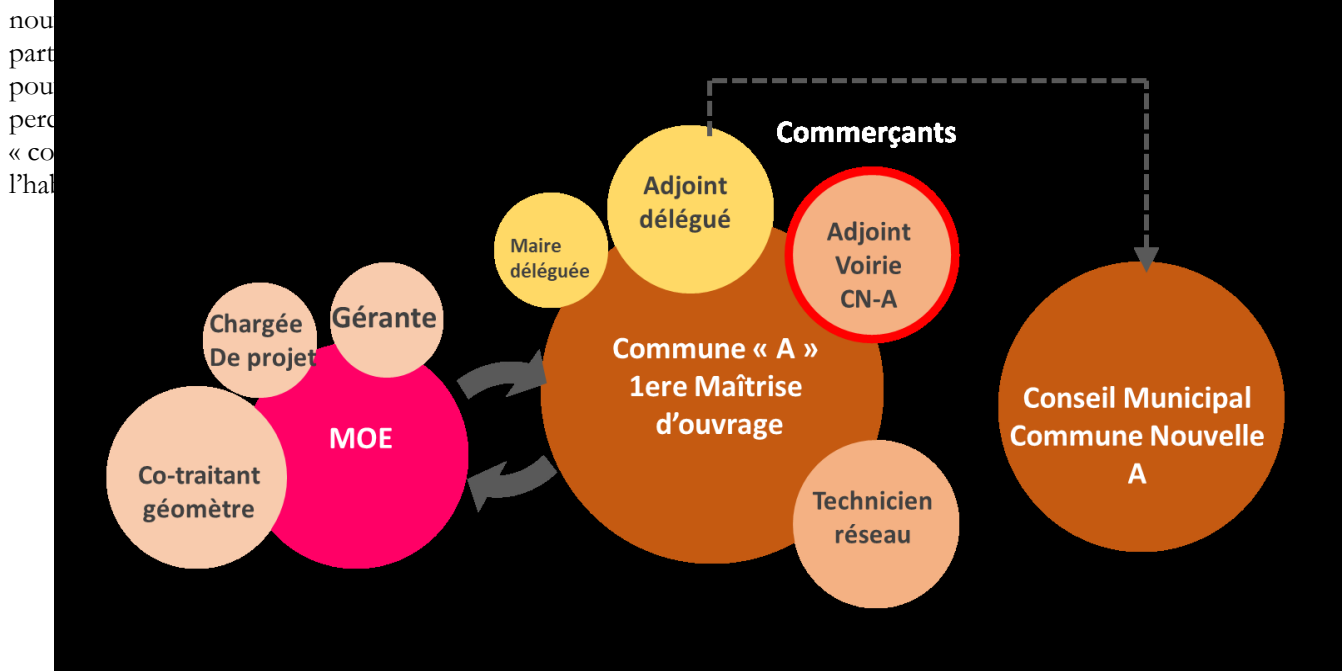 Commerçants
Adjoint
délégué
Maire
déléguée
Adjoint
Voirie
CN-A
Chargée
De projet
Gérante
Commune « A »
1ere Maîtrise
d'ouvrage
MOE
Co-traitant
géomètre
Technicien
réseau
Conseil Municipal
Commune Nouvelle
A